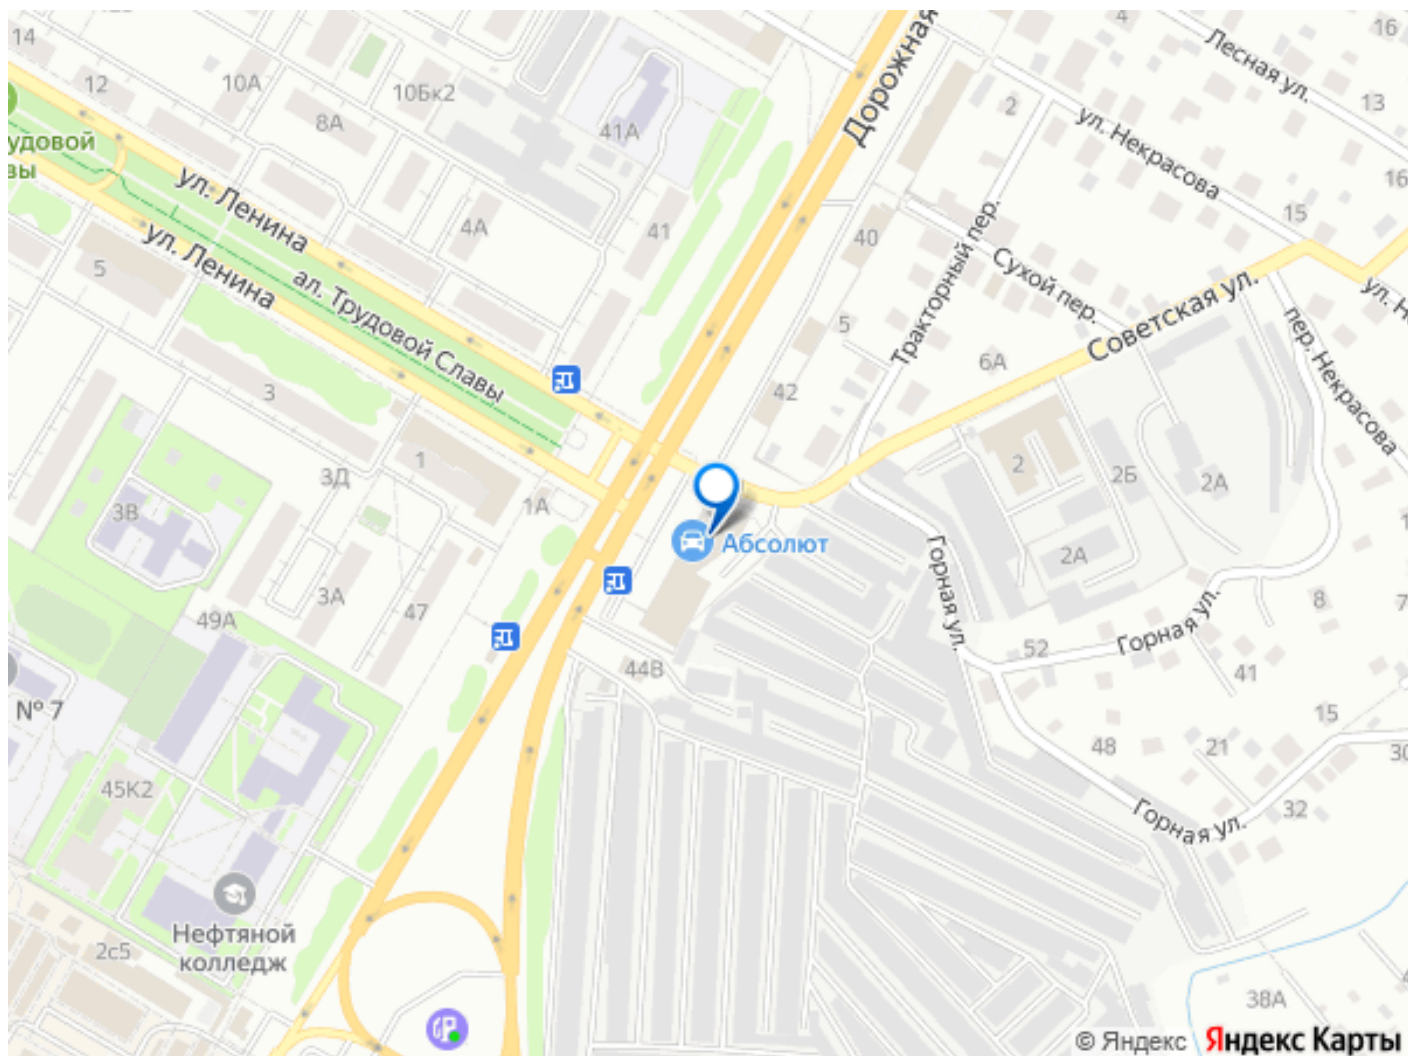 14
12
10А
8А
10Бк2
41А
Дорожная
4
Лесная ул.
16
13
2
ул. Некрасова
16
15
удовой
вы
ул. Ленина
ул. Ленина
ал. Трудовой Славы
4А
41
40
5
Тракторный пер.
Сухой пер.
Советская ул.
5
6А
пер. Некрасова
3
42
1
3Д
1А
3В
2
2Б
2А
2А
Абсолют
Горная ул.
Горная ул.
3А
47
49А
8
7
52
41
44В
№ 7
15
48
21
30
45К2
32
Горная ул.
Нефтяной
колледж
2с5
38А
4
© Яндекс Яндекс Карты